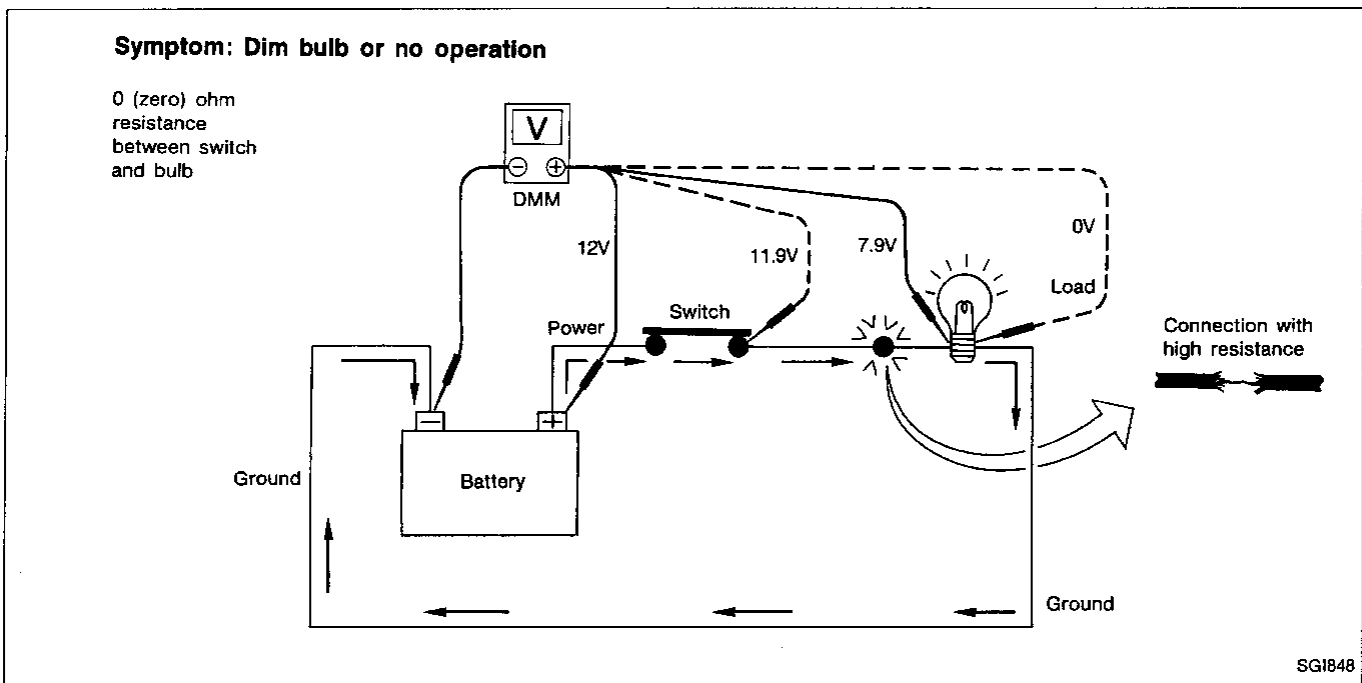 Symptom: Dim bulb or no operation
0 (zero) ohm
resistance
between switch
and bulb
V
− +
DMM
12V
11.9V
7.9V
0V
Load
Power
Switch
Connection with
high resistance
− +
Ground
Battery
Ground
SG1848